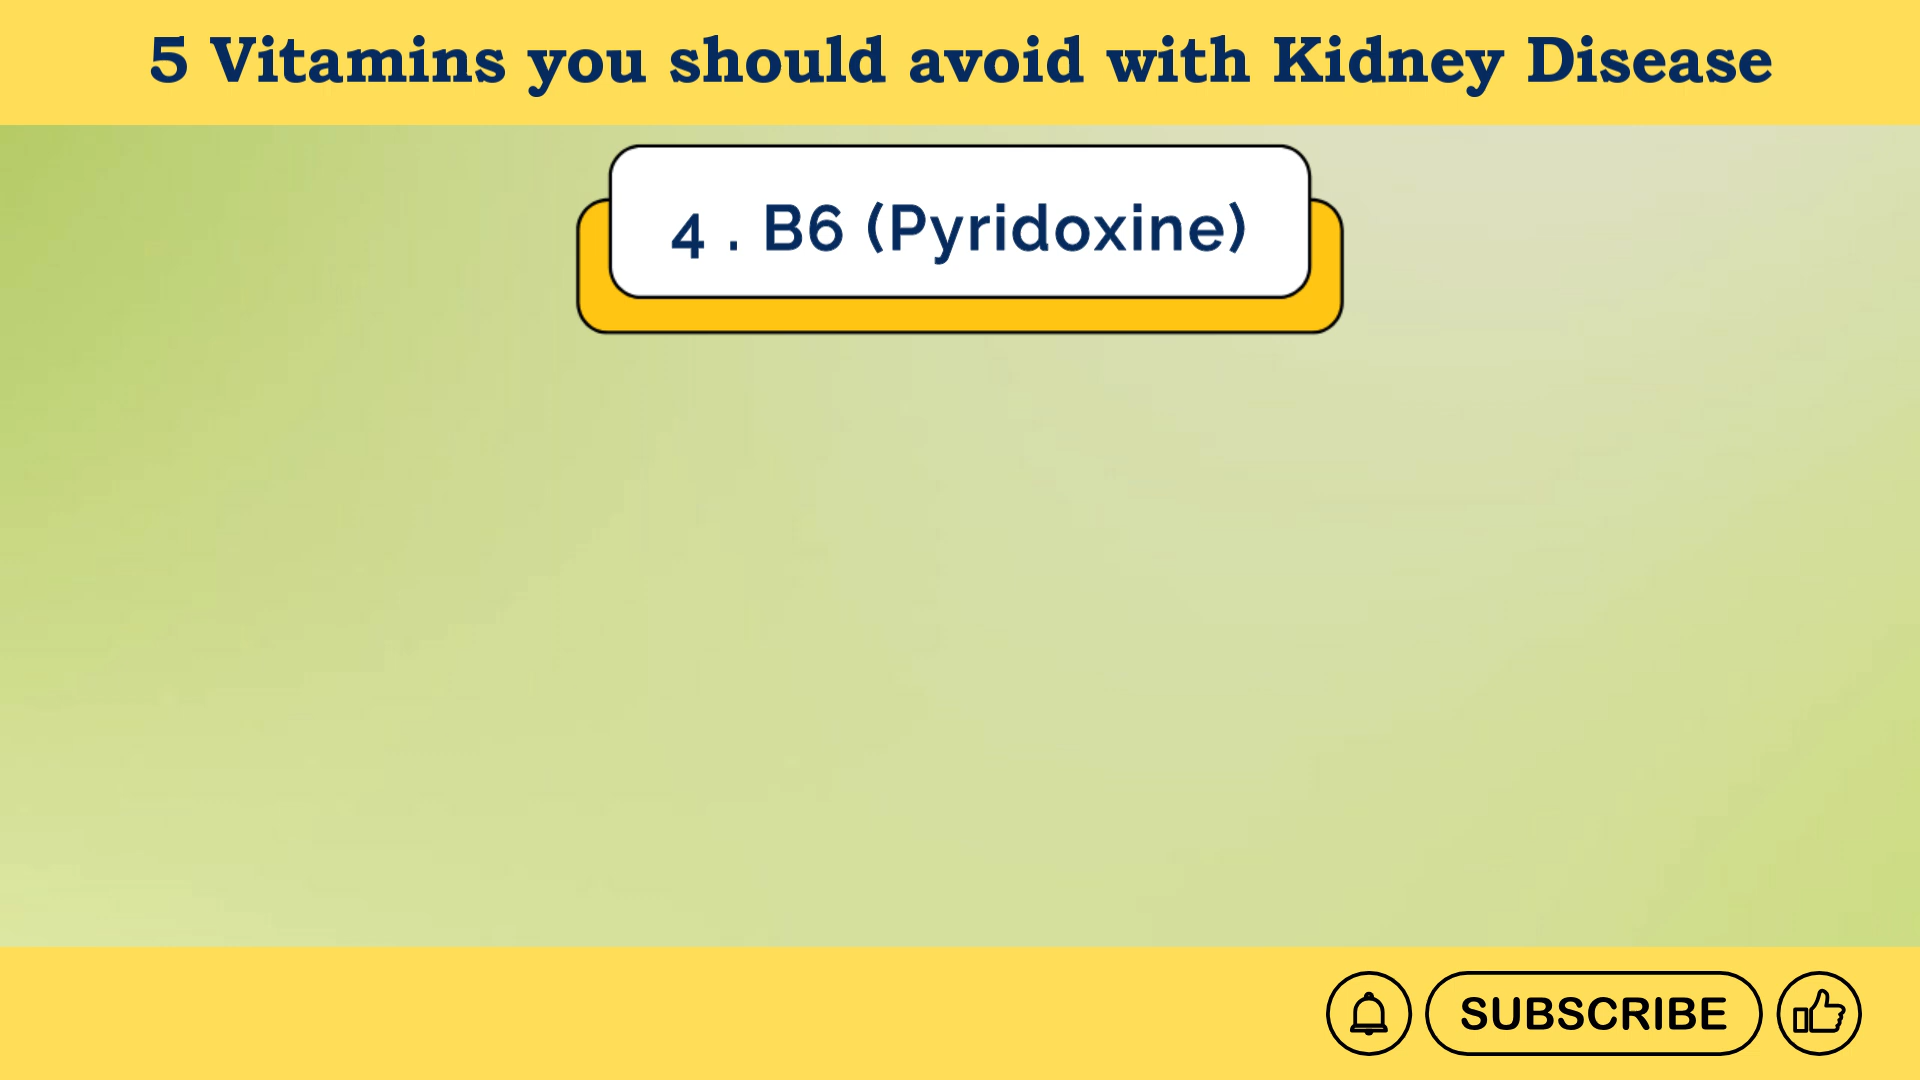 5 Vitamins you should avoid with Kidney Disease
4 . B6 (Pyridoxine)
SUBSCRIBE